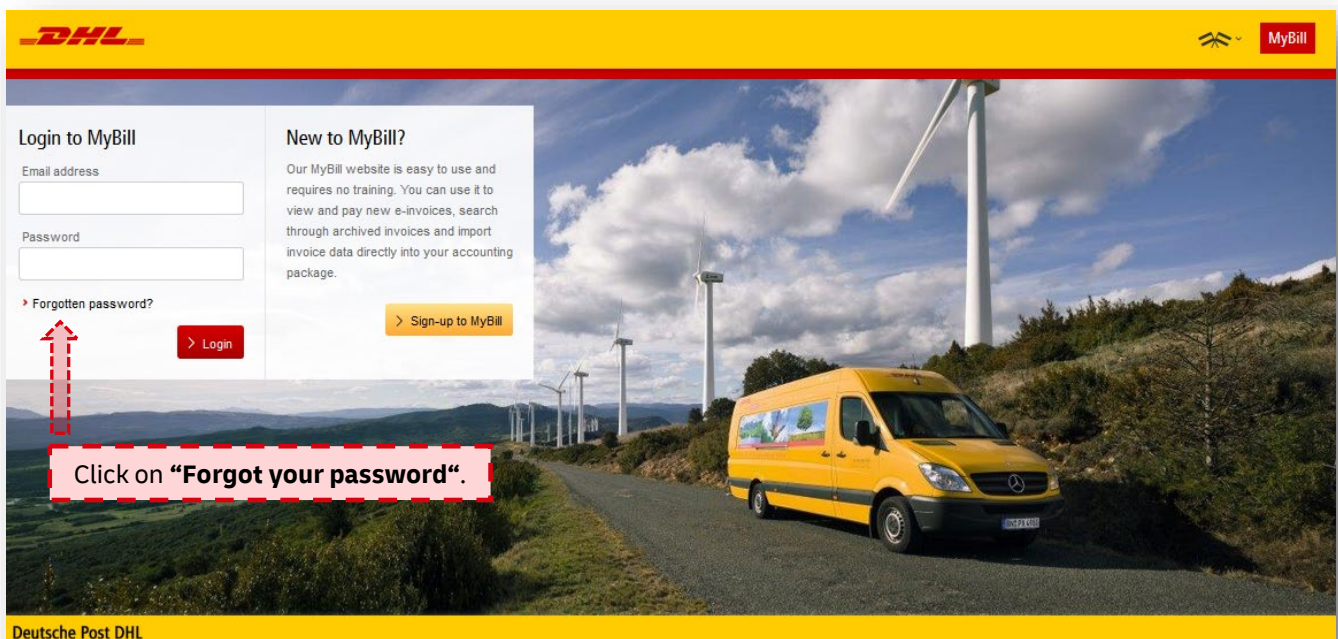 DHL
MyBill
Login to MyBill
Email address
Password
Forgotten password?
Login
New to MyBill?
Our MyBill website is easy to use and
requires no training. You can use it to
view and pay new e-invoices, search
through archived invoices and import
invoice data directly into your accounting
package.
Sign-up to MyBill
Click on “Forgot your password“.
Deutsche Post DHL